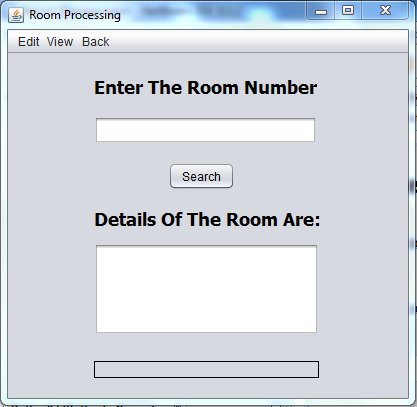 Room Processing
Edit View Back
Enter The Room Number
Search
Details Of The Room Are: